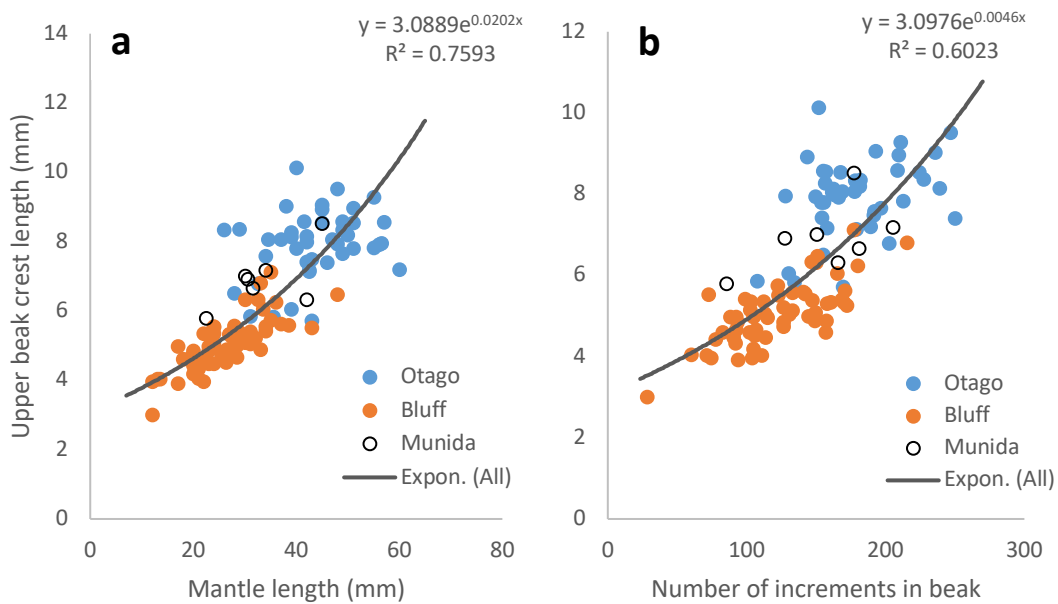 a
y = 3.0889e0.0202x
R² = 0.7593
14
12
10
8
6
4
2
0
Upper beak crest length (mm)
Otago
Bluff
Munida
Expon. (All)
0 20 40 60 80
Mantle length (mm)
b
y = 3.0976e0.0046x
R² = 0.6023
12
10
8
6
4
2
0
Otago
Bluff
Munida
Expon. (All)
0 100 200 300
Number of increments in beak